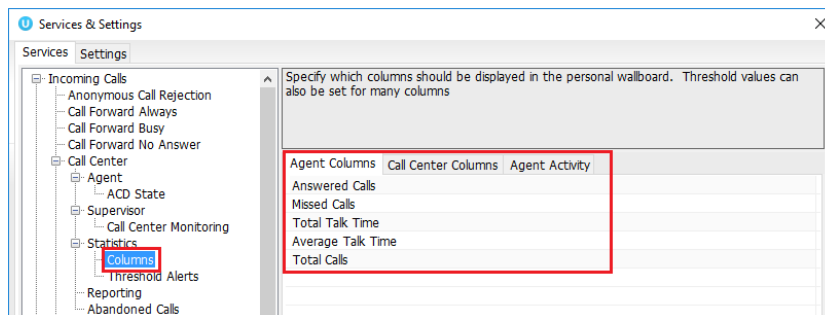 U Services & Settings
Services Settings
Incoming Calls
Anonymous Call Rejection
Call Forward Always
Call Forward Busy
Call Forward No Answer
Call Center
Agent
ACD State
Supervisor
Call Center Monitoring
Statistics
Columns
Threshold Alerts
Reporting
Abandoned Calls
Specify which columns should be displayed in the personal wallboard. Threshold values can
also be set for many columns
Agent Columns Call Center Columns Agent Activity
Answered Calls
Missed Calls
Total Talk Time
Average Talk Time
Total Calls